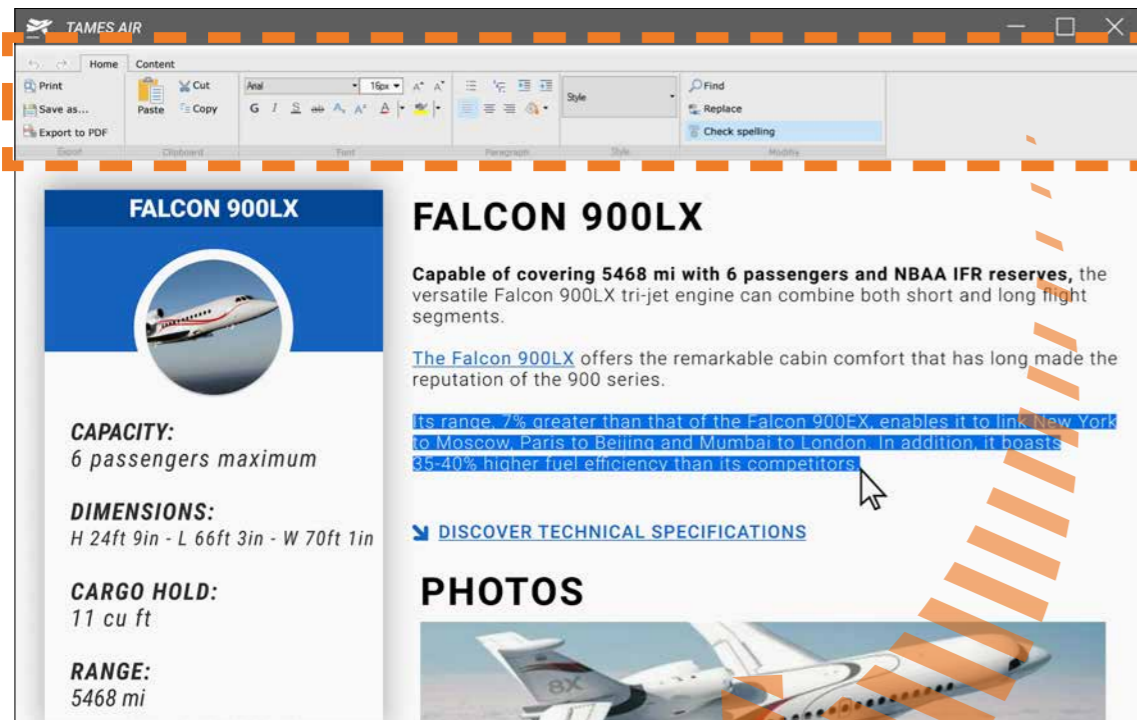 TAMES AIR
Home Content
Print
Save as...
Export to PDF
Export
Paste
Cut
Copy
Clipboard
Arial 16px
G I S ab A A A
Font
Paragraph
Style
Style
Find
Replace
Check spelling
Modifis
FALCON 900LX
CAPACITY:
6 passengers maximum
DIMENSIONS:
H 24ft 9in - L 66ft 3in - W 70ft 1in
CARGO HOLD:
11 cu ft
RANGE:
5468 mi
FALCON 900LX
Capable of covering 5468 mi with 6 passengers and NBAA IFR reserves, the
versatile Falcon 900LX tri-jet engine can combine both short and long flight
segments.
The Falcon 900LX offers the remarkable cabin comfort that has long made the
reputation of the 900 series.
Its range, 7% greater than that of the Falcon 900EX, enables it to link New York
to Moscow, Paris to Beijing and Mumbai to London. In addition, it boasts
35-40% higher fuel efficiency than its competitors.
DISCOVER TECHNICAL SPECIFICATIONS
PHOTOS
8X